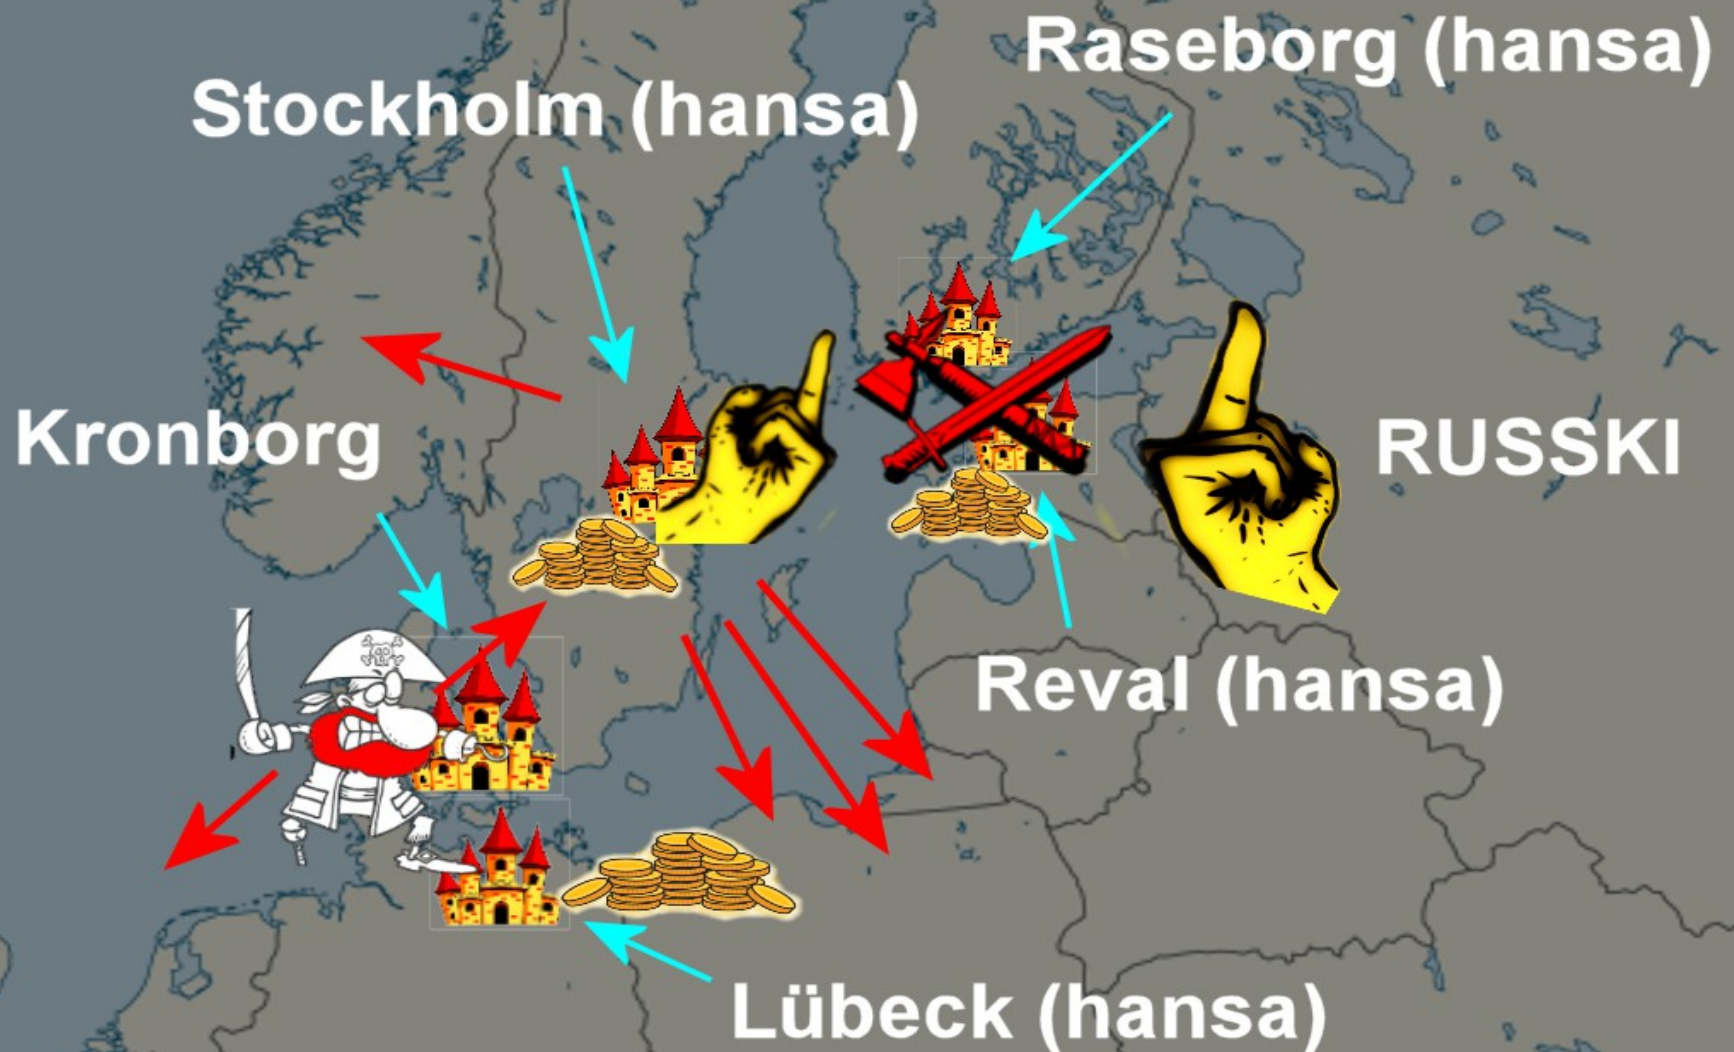 Raseborg (hansa)
Stockholm (hansa)
Kronborg
RUSSKI
Reval (hansa)
Lübeck (hansa)